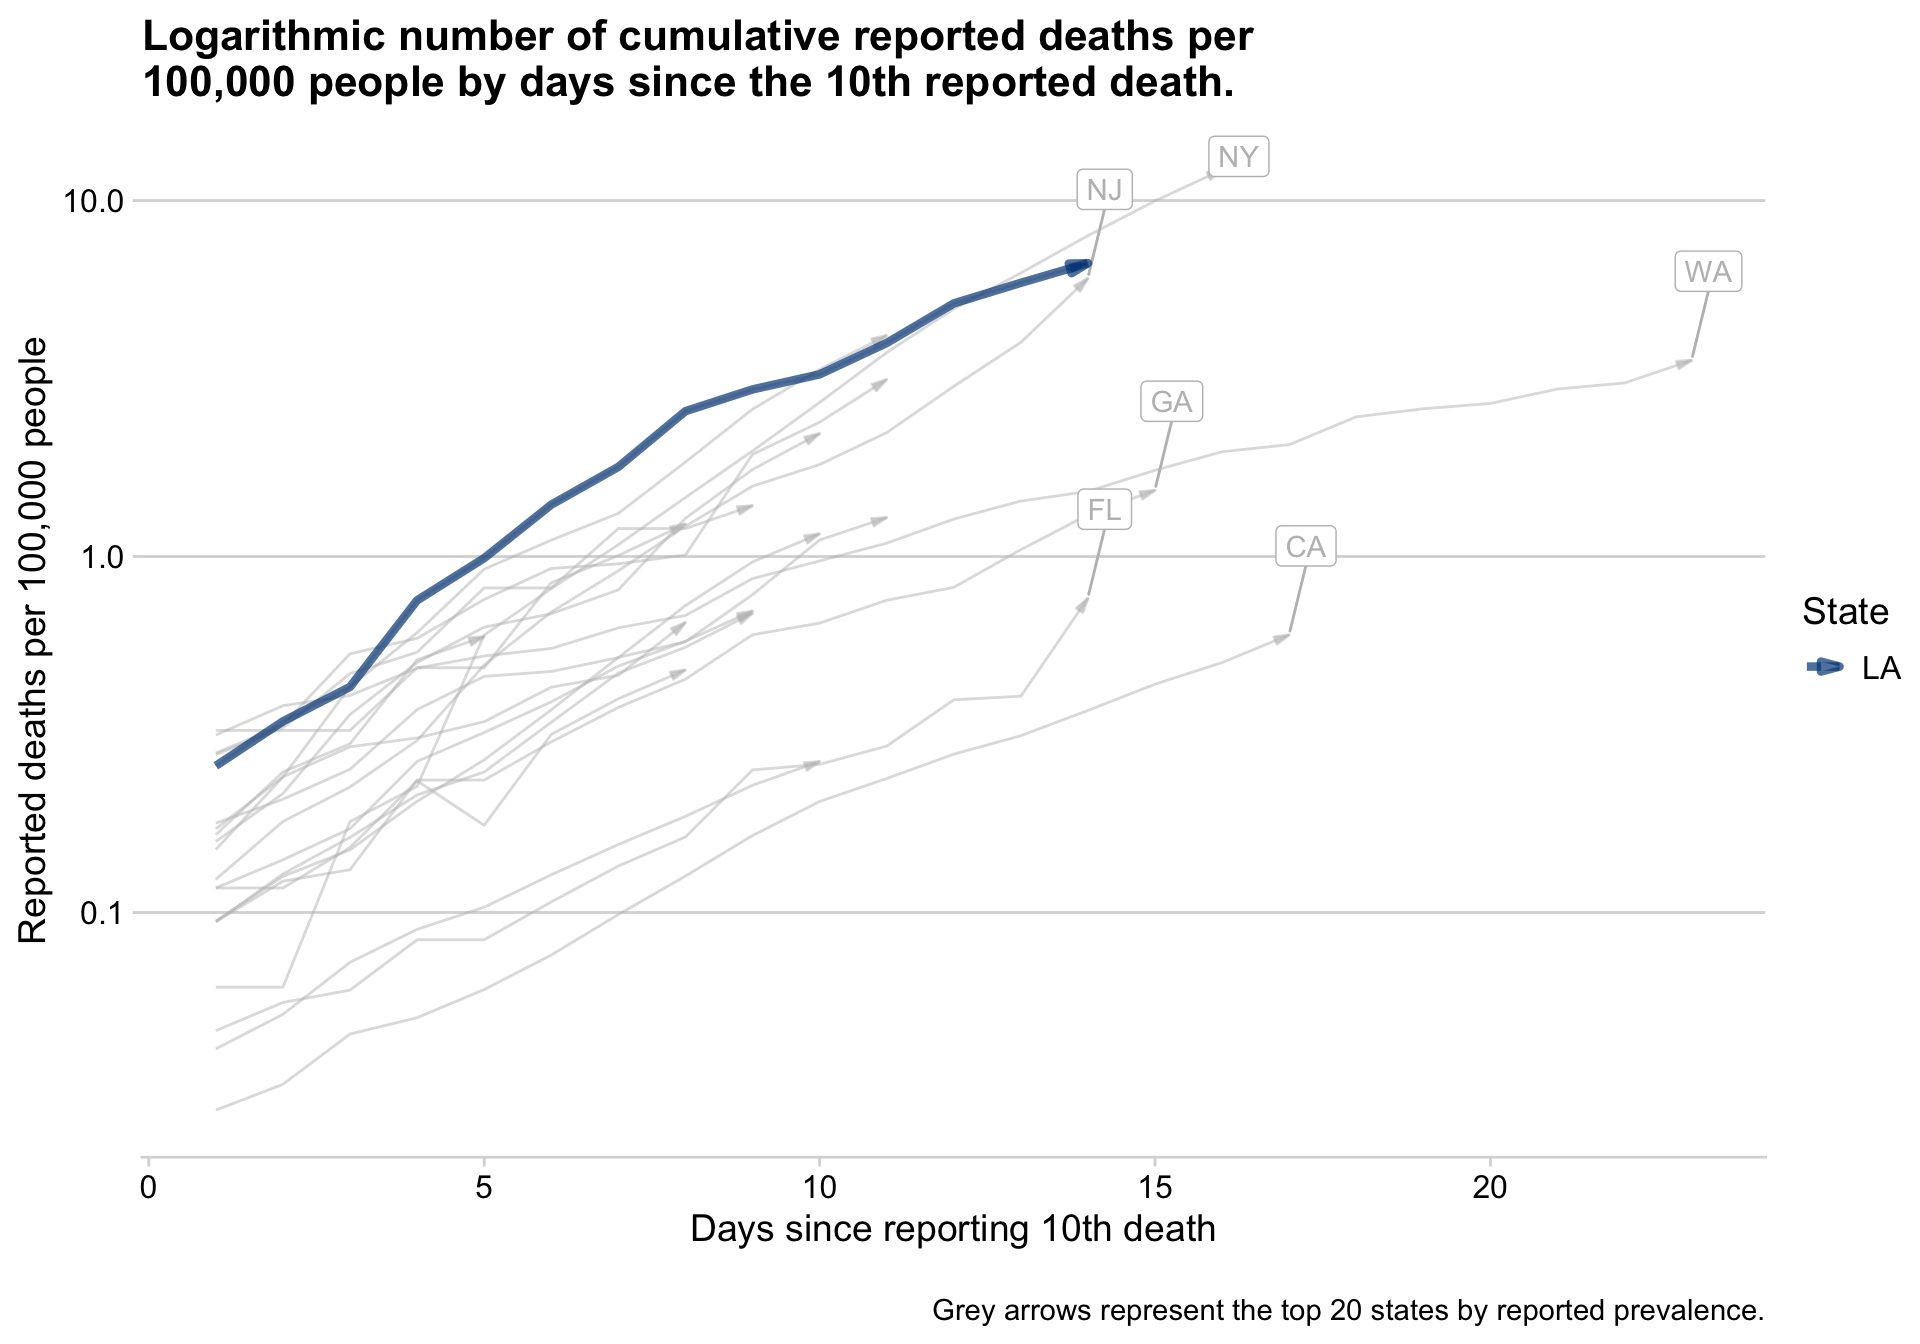 Logarithmic number of cumulative reported deaths per
100,000 people by days since the 10th reported death.
NY
NJ
10.0
WA
GA
FL
CA
1.0
0.1
Reported deaths per 100,000 people
State
LA
0 5 10 15 20
Days since reporting 10th death
Grey arrows represent the top 20 states by reported prevalence.